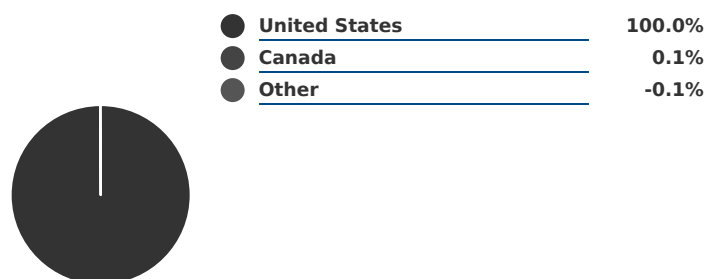 United States 100.0%
Canada 0.1%
Other -0.1%